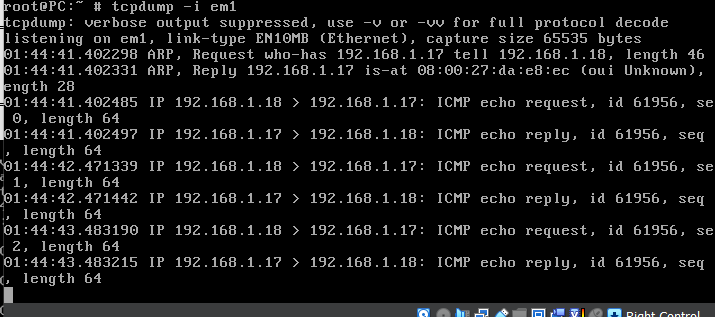 root@PC:~ # tcpdump -i em1
tcpdump: verbose output suppressed, use -v or -vv for full protocol decode
listening on em1, link-type EN10MB (Ethernet), capture size 65535 bytes
01:44:41.402298 ARP, Request who-has 192.168.1.17 tell 192.168.1.18, length 46
01:44:41.402331 ARP, Reply 192.168.1.17 is-at 08:00:27:da:e8:ec (oui Unknown),
ength 28
01:44:41.402485 IP 192.168.1.18 > 192.168.1.17: ICMP echo request, id 61956, se
0, length 64
01:44:41.402497 IP 192.168.1.17 > 192.168.1.18: ICMP echo reply, id 61956, seq
, length 64
01:44:42.471339 IP 192.168.1.18 > 192.168.1.17: ICMP echo request, id 61956, se
1, length 64
01:44:42.471442 IP 192.168.1.17 > 192.168.1.18: ICMP echo reply, id 61956, seq
, length 64
01:44:43.483190 IP 192.168.1.18 > 192.168.1.17: ICMP echo request, id 61956, se
2, length 64
01:44:43.483215 IP 192.168.1.17 > 192.168.1.18: ICMP echo reply, id 61956, seq
, length 64
Right Control